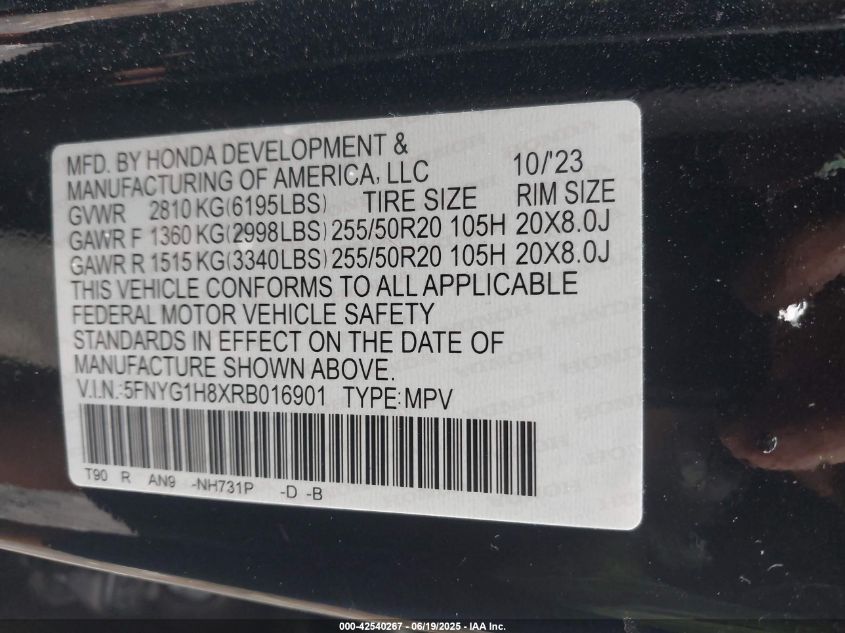 MFD. BY HONDA DEVELOPMENT &
MANUFACTURING OF AMERICA, LLC 10/'23
GVWR 2810 KG(6195LBS) TIRE SIZE RIM SIZE
GAWR F 1360 KG(2998LBS) 255/50R20 105H 20X8.0J
GAWR R 1515 KG(3340LBS) 255/50R20 105H 20X8.0J
THIS VEHICLE CONFORMS TO ALL APPLICABLE
FEDERAL MOTOR VEHICLE SAFETY
STANDARDS IN EFFECT ON THE DATE OF
MANUFACTURE SHOWN ABOVE.
V.I.N.:5FNYG1H8XRB016901 TYPE:MPV
T90 R AN9 -NH731P -D -B
000-42540267 - 06/19/2025 - IAA Inc.